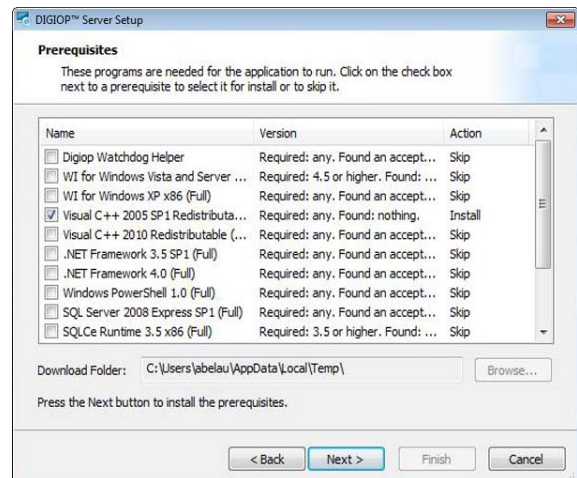 DIGIOP™ Server Setup
Prerequisites
These programs are needed for the application to run. Click on the check box
next to a prerequisite to select it for install or to skip it.
Name Version Action
Digiop Watchdog Helper Required: any. Found an accept... Skip
WI for Windows Vista and Server ... Required: 4.5 or higher. Found: ... Skip
WI for Windows XP x86 (Full) Required: any. Found an accept... Skip
Visual C++ 2005 SP1 Redistributa... Required: any. Found: nothing. Install
Visual C++ 2010 Redistributable (... Required: any. Found an accept... Skip
.NET Framework 3.5 SP1 (Full) Required: any. Found an accept... Skip
.NET Framework 4.0 (Full) Required: any. Found an accept... Skip
Windows PowerShell 1.0 (Full) Required: any. Found an accept... Skip
SQL Server 2008 Express SP1 (Full) Required: any. Found an accept... Skip
SQLCe Runtime 3.5 x86 (Full) Required: 3.5 or higher. Found: ... Skip
Download Folder: C:\Users\abelau\AppData\Local\Temp\ Browse...
Press the Next button to install the prerequisites.
< Back Next > Finish Cancel